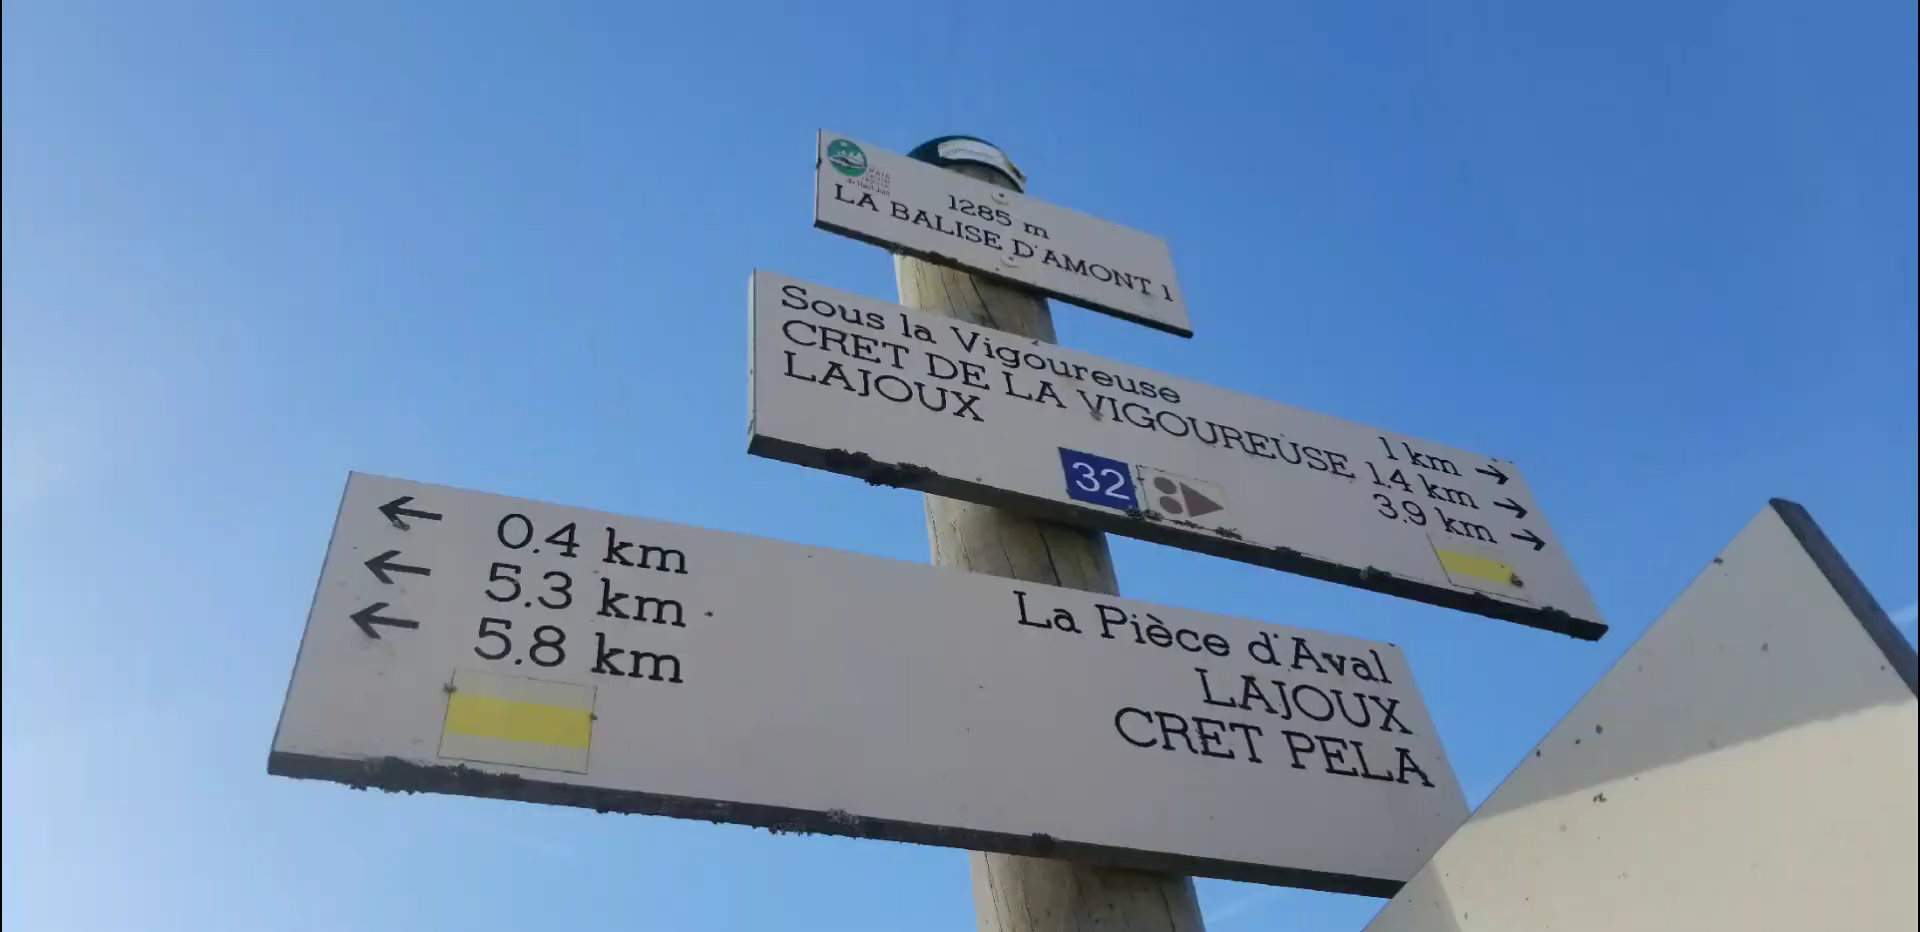 1285 m
LA BALISE D'AMONT 1
Sous la Vigoureuse 1 km →
CRET DE LA VIGOUREUSE 1.4 km →
LAJOUX 3.9 km →
32
← 0.4 km La Pièce d'Aval
← 5.3 km LAJOUX
← 5.8 km CRET PELA